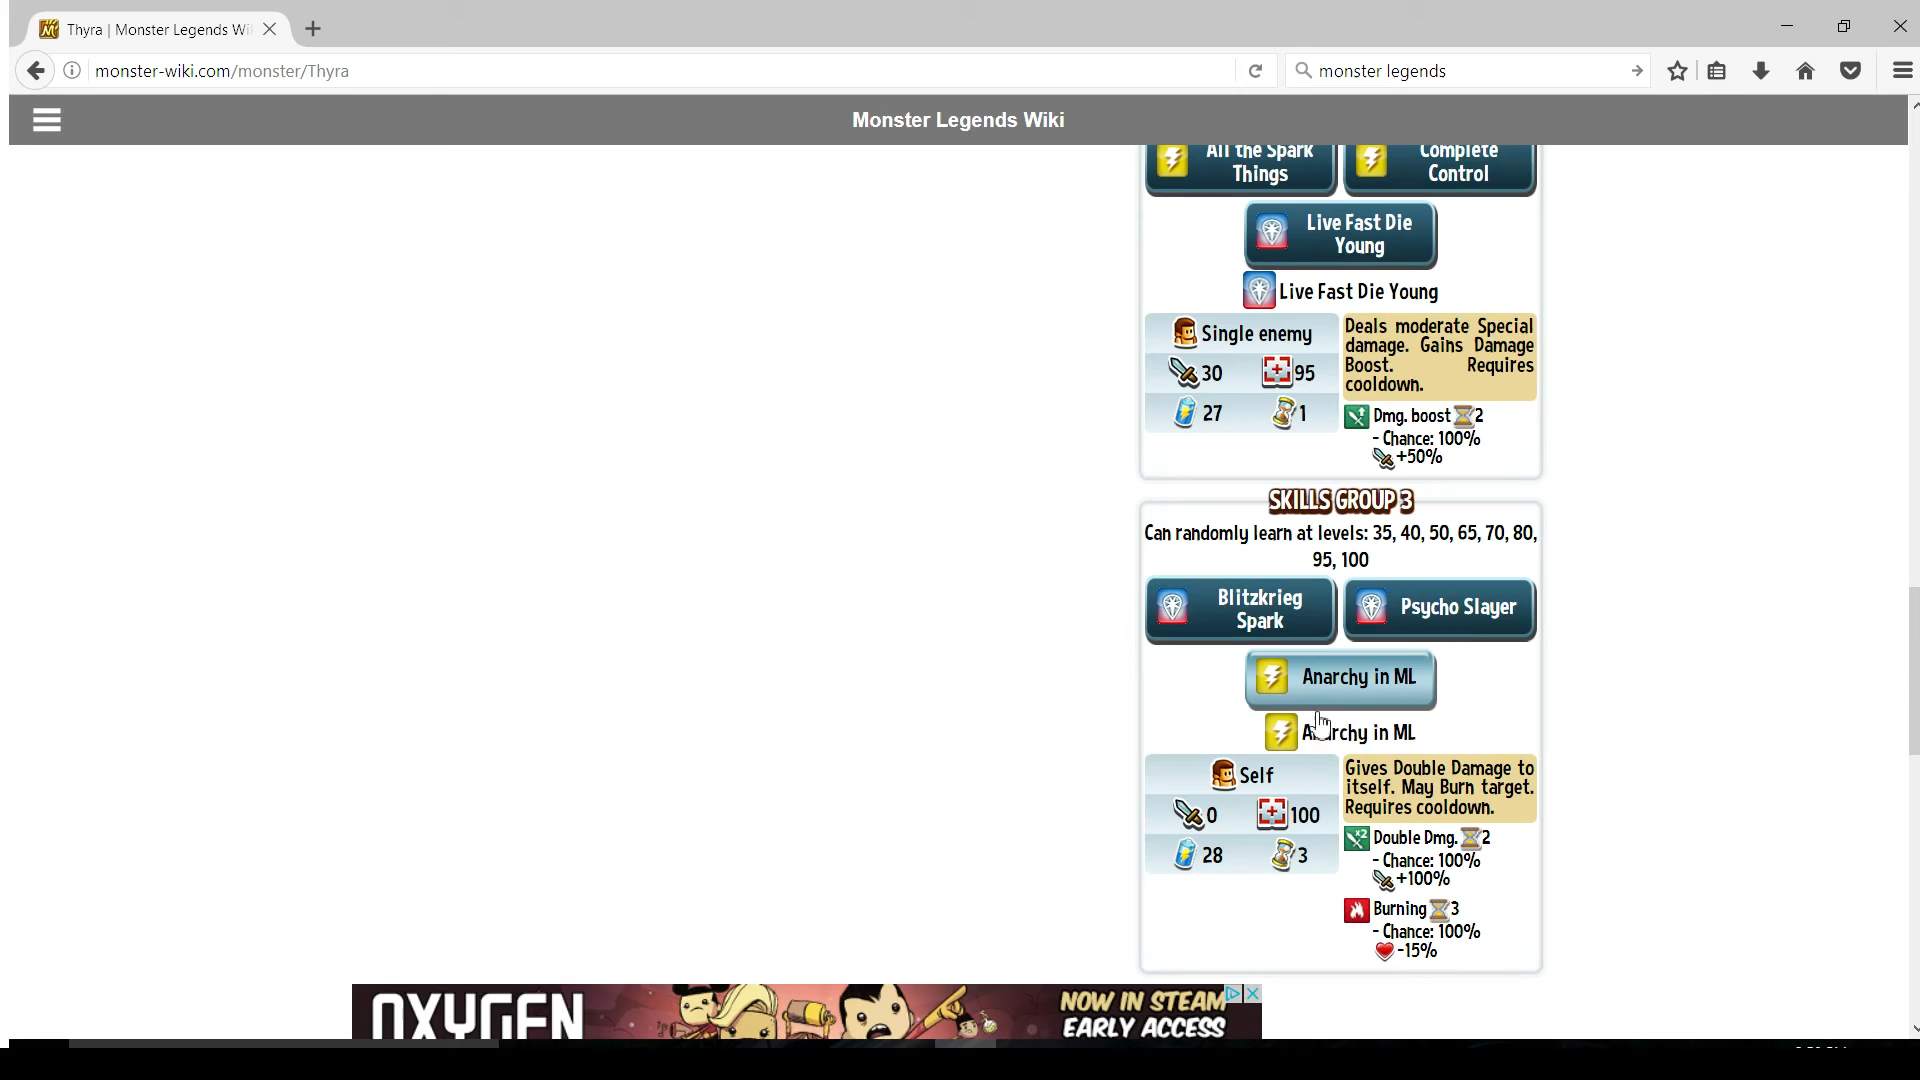 Thyra | Monster Legends Wi
monster-wiki.com/monster/Thyra
monster legends
Monster Legends Wiki
All the Spark
Things
Complete
Control
Live Fast Die
Young
Live Fast Die Young
Single enemy
30
95
27
1
Deals moderate Special
damage. Gains Damage
Boost. Requires
cooldown.
Dmg. boost 2
- Chance: 100%
+50%
SKILLS GROUP 3
Can randomly learn at levels: 35, 40, 50, 65, 70, 80,
95, 100
Blitzkrieg
Spark
Psycho Slayer
Anarchy in ML
Anarchy in ML
Self
0
100
28
3
Gives Double Damage to
itself. May Burn target.
Requires cooldown.
Double Dmg. 2
- Chance: 100%
+100%
Burning 3
- Chance: 100%
-15%
OXYGEN
NOW IN STEAM
EARLY ACCESS